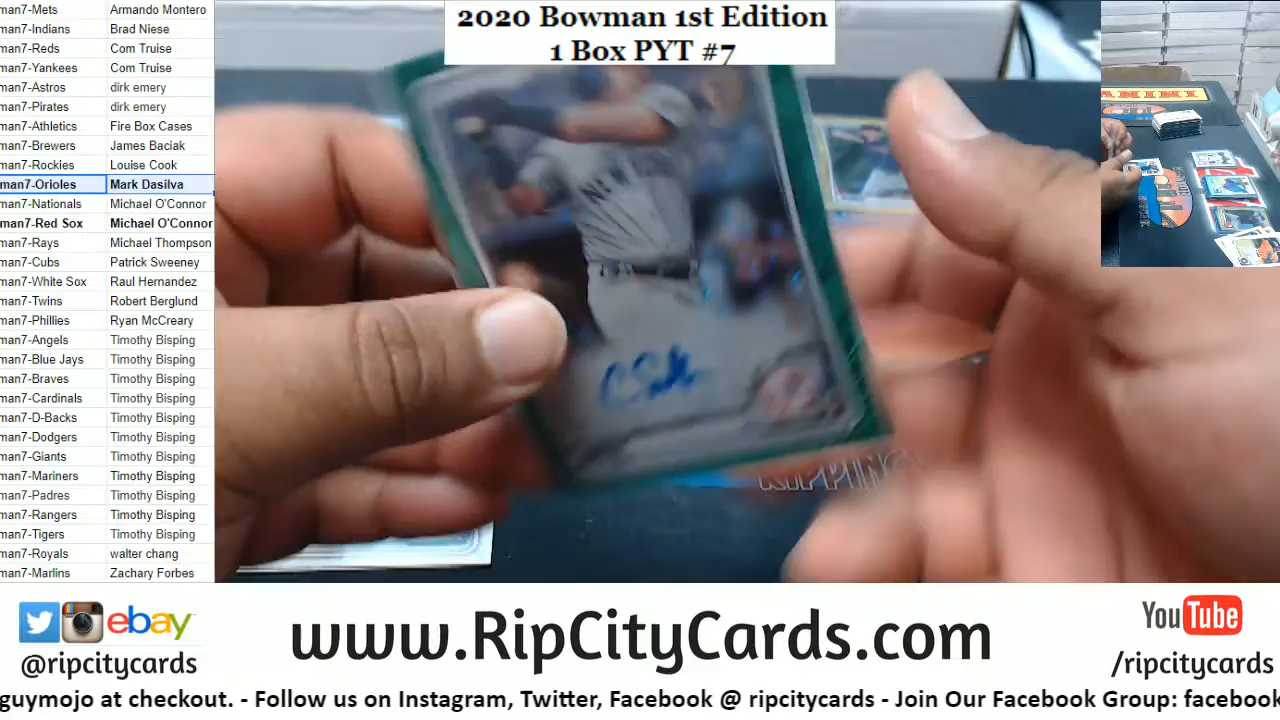 2020 Bowman 1st Edition
1 Box PYT #7
man7-Mets Armando Montero
man7-Indians Brad Niese
man7-Reds Com Truise
man7-Yankees Com Truise
man7-Astros dirk emery
man7-Pirates dirk emery
man7-Athletics Fire Box Cases
man7-Brewers James Baciak
man7-Rockies Louise Cook
man7-Orioles Mark Dasilva
man7-Nationals Michael O'Connor
man7-Red Sox Michael O'Connor
man7-Rays Michael Thompson
man7-Cubs Patrick Sweeney
man7-White Sox Raul Hernandez
man7-Twins Robert Berglund
man7-Phillies Ryan McCreary
man7-Angels Timothy Bisping
man7-Blue Jays Timothy Bisping
man7-Braves Timothy Bisping
man7-Cardinals Timothy Bisping
man7-D-Backs Timothy Bisping
man7-Dodgers Timothy Bisping
man7-Giants Timothy Bisping
man7-Mariners Timothy Bisping
man7-Padres Timothy Bisping
man7-Rangers Timothy Bisping
man7-Tigers Timothy Bisping
man7-Royals walter chang
man7-Marlins Zachary Forbes
RIPPING
ANINI
ebay
@ripcitycards
www.RipCityCards.com
YouTube
/ripcitycards
guymojo at checkout. - Follow us on Instagram, Twitter, Facebook @ ripcitycards - Join Our Facebook Group: facebook